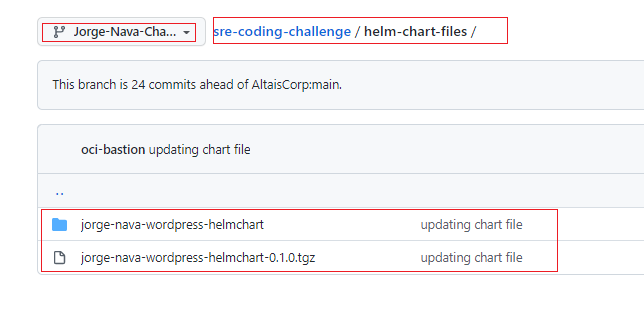 Jorge-Nava-Cha... sre-coding-challenge / helm-chart-files /
This branch is 24 commits ahead of AltaisCorp:main.
oci-bastion updating chart file
..
jorge-nava-wordpress-helmchart updating chart file
jorge-nava-wordpress-helmchart-0.1.0.tgz updating chart file